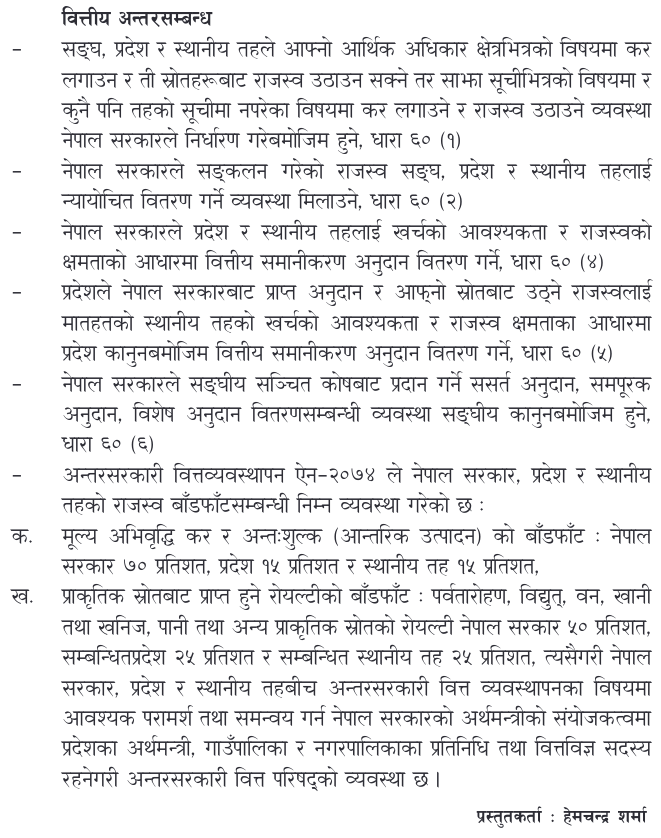 वित्तीय अन्तरसम्बन्ध
– सङ्घ, प्रदेश र स्थानीय तहले आफ्नो आर्थिक अधिकार क्षेत्रभित्रको विषयमा कर
लगाउन र ती स्रोतहरूबाट राजस्व उठाउन सक्ने तर साझा सूचीभित्रको विषयमा र
कुनै पनि तहको सूचीमा नपरेका विषयमा कर लगाउने र राजस्व उठाउने व्यवस्था
नेपाल सरकारले निर्धारण गरेबमोजिम हुने, धारा ६० (१)
– नेपाल सरकारले सङ्कलन गरेको राजस्व सङ्घ, प्रदेश र स्थानीय तहलाई
न्यायोचित वितरण गर्ने व्यवस्था मिलाउने, धारा ६० (२)
– नेपाल सरकारले प्रदेश र स्थानीय तहलाई खर्चको आवश्यकता र राजस्वको
क्षमताको आधारमा वित्तीय समानीकरण अनुदान वितरण गर्ने, धारा ६० (४)
– प्रदेशले नेपाल सरकारबाट प्राप्त अनुदान र आफ्नो स्रोतबाट उठ्ने राजस्वलाई
मातहतको स्थानीय तहको खर्चको आवश्यकता र राजस्व क्षमताका आधारमा
प्रदेश कानुनबमोजिम वित्तीय समानीकरण अनुदान वितरण गर्ने, धारा ६० (५)
– नेपाल सरकारले सङ्घीय सञ्चित कोषबाट प्रदान गर्ने ससर्त अनुदान, समपूरक
अनुदान, विशेष अनुदान वितरणसम्बन्धी व्यवस्था सङ्घीय कानुनबमोजिम हुने,
धारा ६० (६)
– अन्तरसरकारी वित्तव्यवस्थापन ऐन–२०७४ ले नेपाल सरकार, प्रदेश र स्थानीय
तहको राजस्व बाँडफाँटसम्बन्धी निम्न व्यवस्था गरेको छ :
क. मूल्य अभिवृद्धि कर र अन्तःशुल्क (आन्तरिक उत्पादन) को बाँडफाँट : नेपाल
सरकार ७० प्रतिशत, प्रदेश १५ प्रतिशत र स्थानीय तह १५ प्रतिशत,
ख. प्राकृतिक स्रोतबाट प्राप्त हुने रोयल्टीको बाँडफाँट : पर्वतारोहण, विद्युत्, वन, खानी
तथा खनिज, पानी तथा अन्य प्राकृतिक स्रोतको रोयल्टी नेपाल सरकार ५० प्रतिशत,
सम्बन्धितप्रदेश २५ प्रतिशत र सम्बन्धित स्थानीय तह २५ प्रतिशत, त्यसैगरी नेपाल
सरकार, प्रदेश र स्थानीय तहबीच अन्तरसरकारी वित्त व्यवस्थापनका विषयमा
आवश्यक परामर्श तथा समन्वय गर्न नेपाल सरकारको अर्थमन्त्रीको संयोजकत्वमा
प्रदेशका अर्थमन्त्री, गाउँपालिका र नगरपालिकाका प्रतिनिधि तथा वित्तविज्ञ सदस्य
रहनेगरी अन्तरसरकारी वित्त परिषद्को व्यवस्था छ ।
प्रस्तुतकर्ता : हेमचन्द्र शर्मा